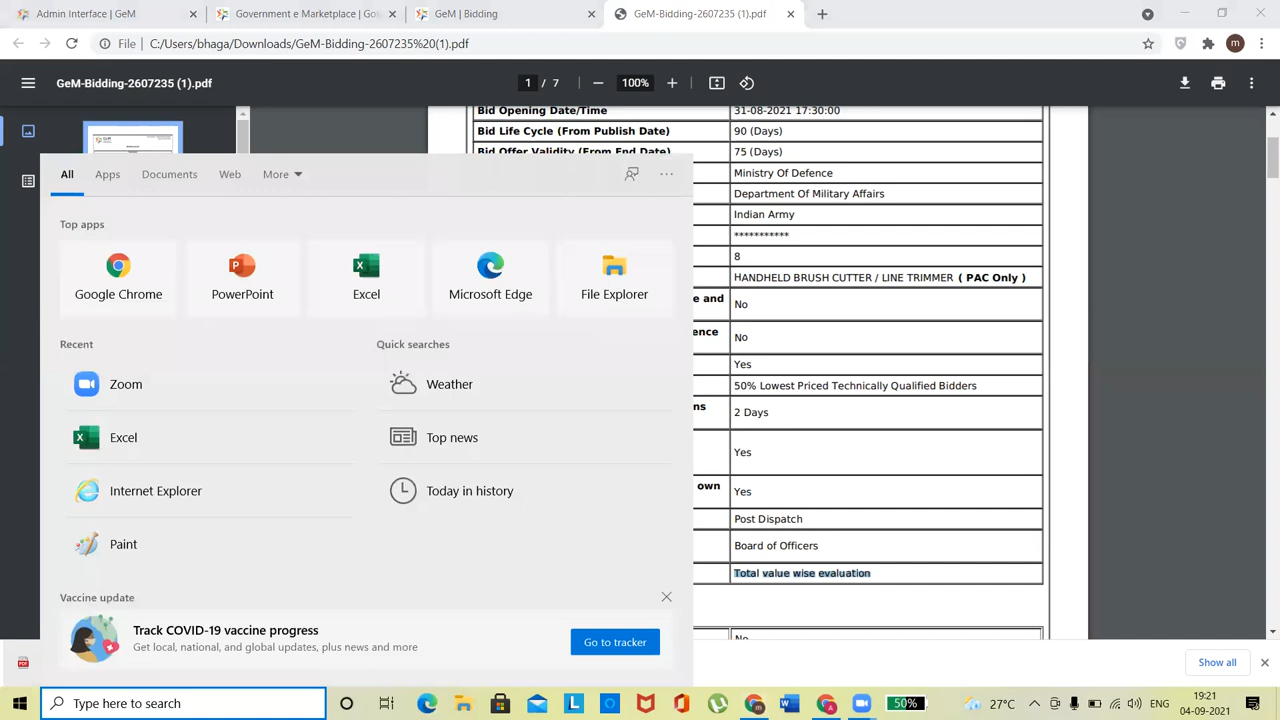 Admin Interface | GeM
Government e Marketplace | Go
GeM | Bidding
GeM-Bidding-2607235 (1).pdf
File | C:/Users/bhaga/Downloads/GeM-Bidding-2607235%20(1).pdf
m
GeM-Bidding-2607235 (1).pdf
1 / 7
100%
Bid Opening Date/Time 31-08-2021 17:30:00
Bid Life Cycle (From Publish Date) 90 (Days)
Bid Offer Validity (From End Date) 75 (Days)
Ministry Of Defence
Department Of Military Affairs
Indian Army
***********
8
HANDHELD BRUSH CUTTER / LINE TRIMMER ( PAC Only )
e and
No
ence
No
Yes
50% Lowest Priced Technically Qualified Bidders
ns
2 Days
Yes
own
Yes
Post Dispatch
Board of Officers
Total value wise evaluation
No
All Apps Documents Web More
Top apps
Google Chrome
PowerPoint
Excel
Microsoft Edge
File Explorer
Recent
Zoom
Excel
Internet Explorer
Paint
Quick searches
Weather
Top news
Today in history
Vaccine update
Track COVID-19 vaccine progress
Get local, national, and global updates, plus news and more
Go to tracker
Show all
Type here to search
50%
27°C
ENG
19:21
04-09-2021